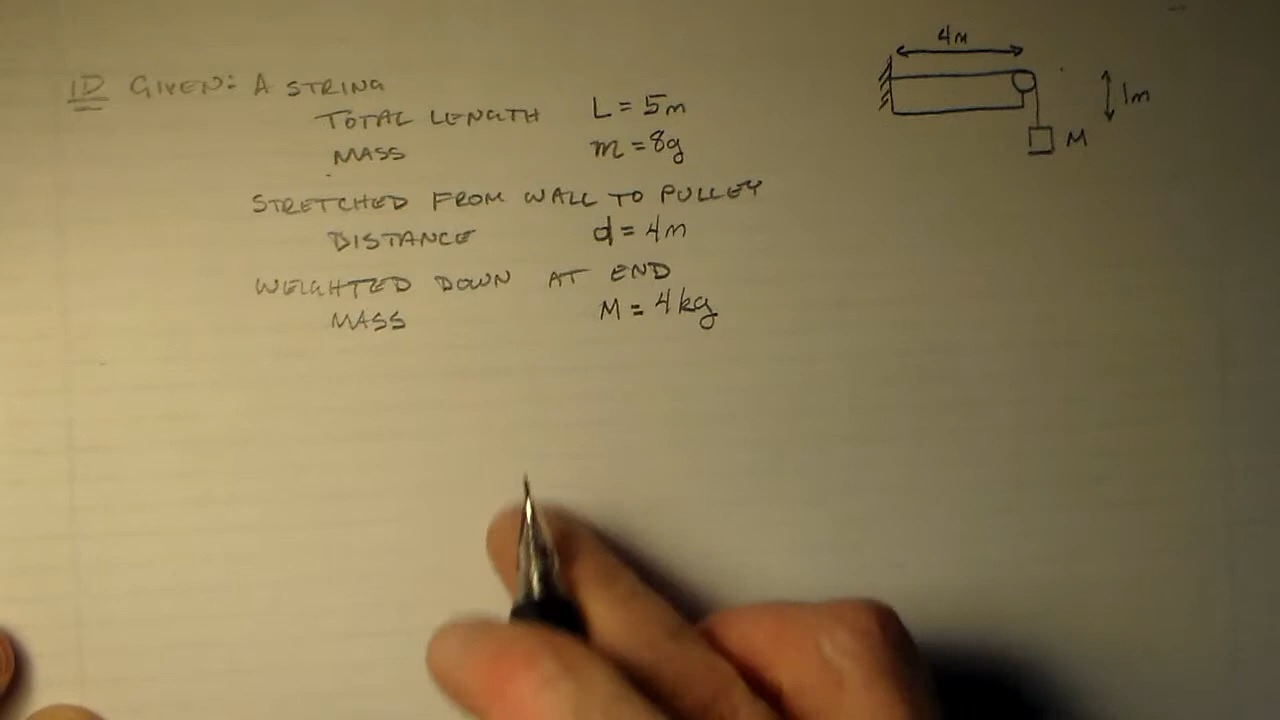 1D GIVEN: A STRING
TOTAL LENGTH L = 5m
MASS m = 8g
STRETCHED FROM WALL TO PULLEY
DISTANCE d = 4m
WEIGHTED DOWN AT END
MASS M = 4kg
4m
1m
M